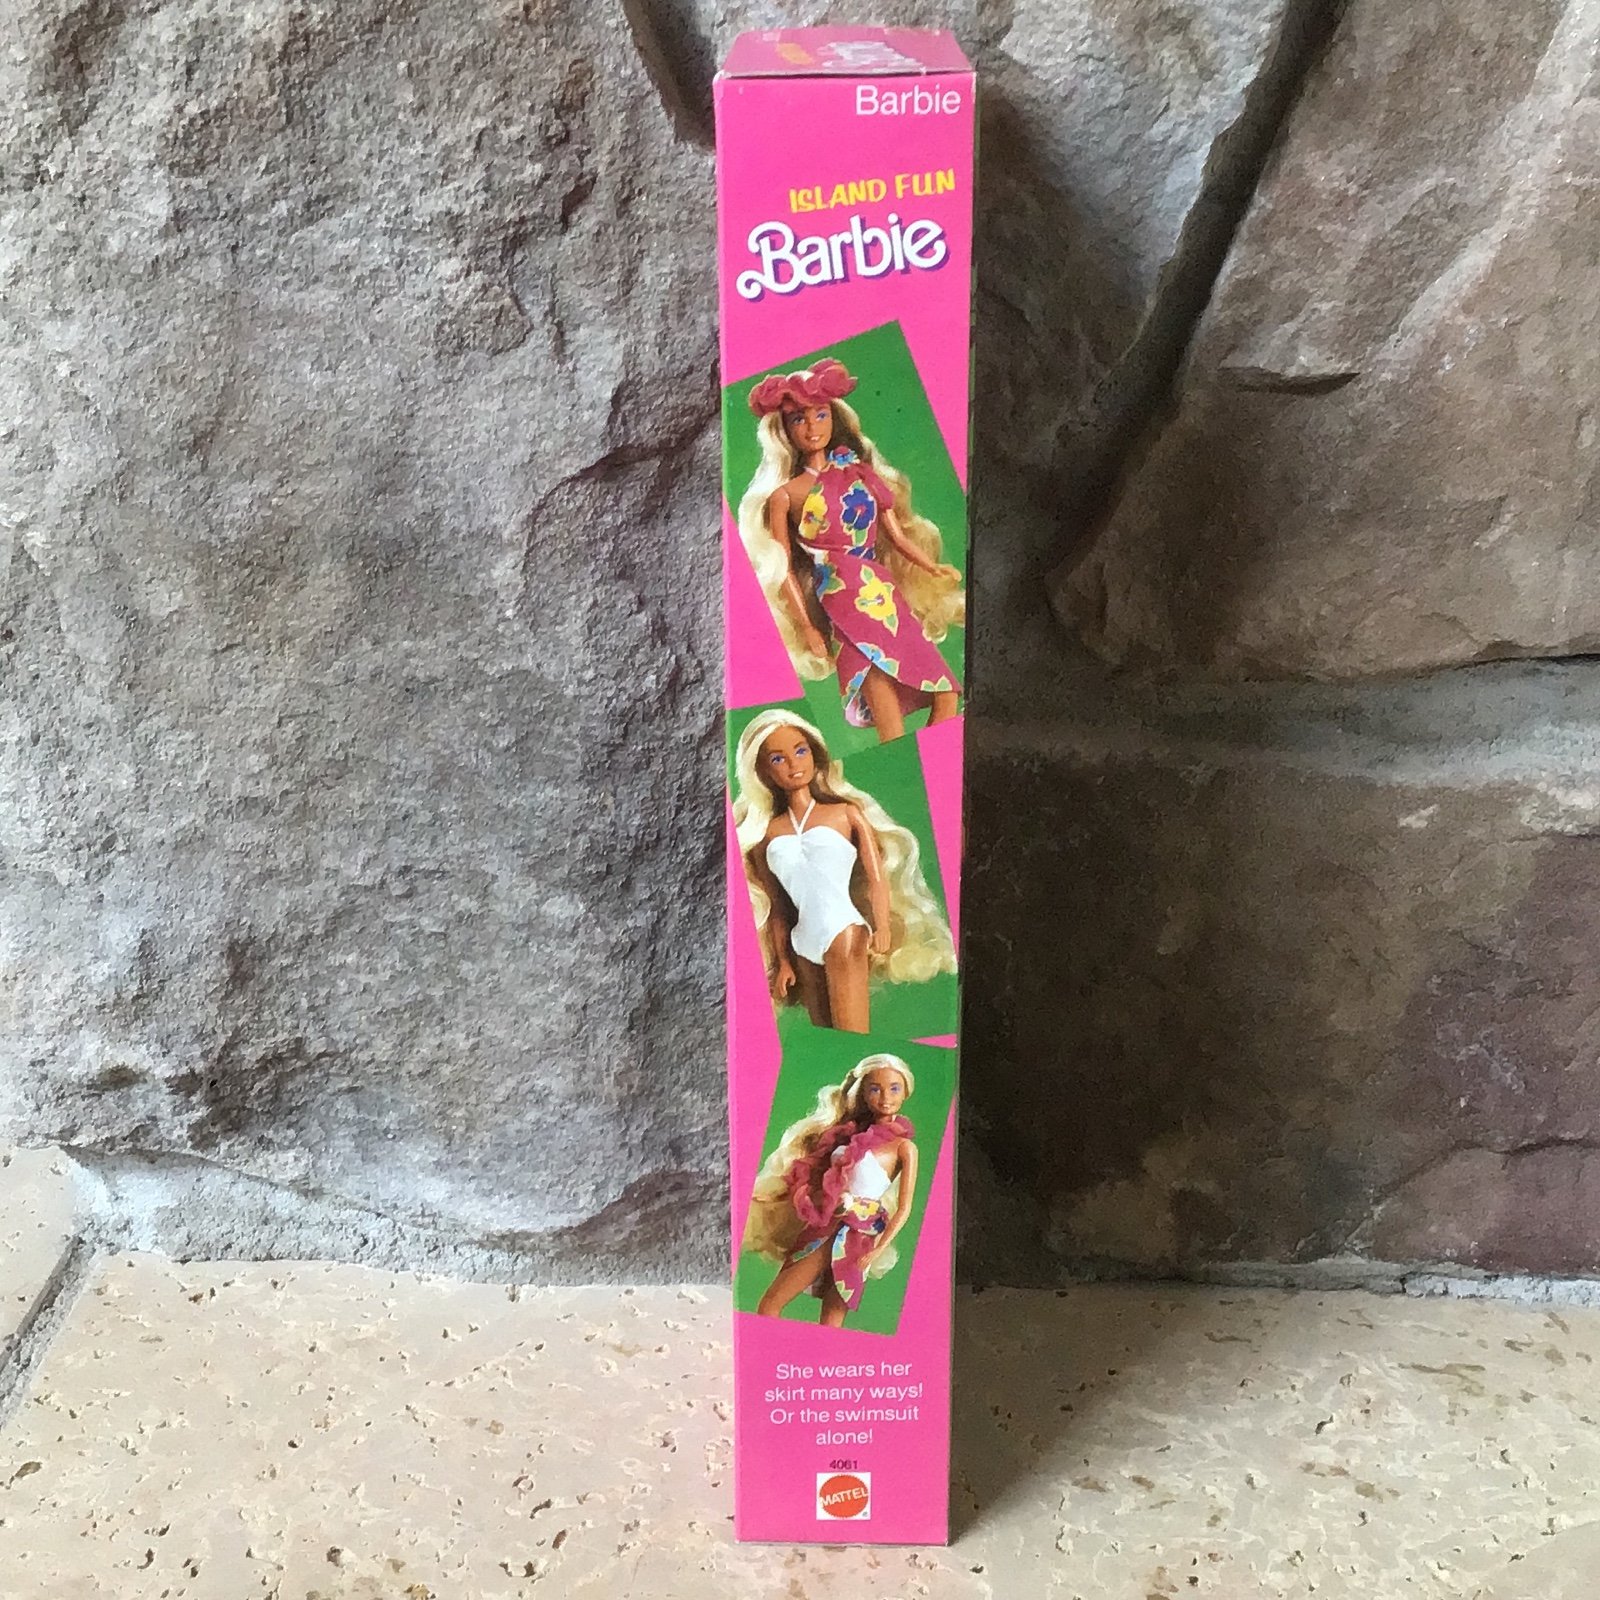 Barbie
ISLAND FUN
Barbie
She wears her
skirt many ways!
Or the swimsuit
alone!
4061
MATTEL